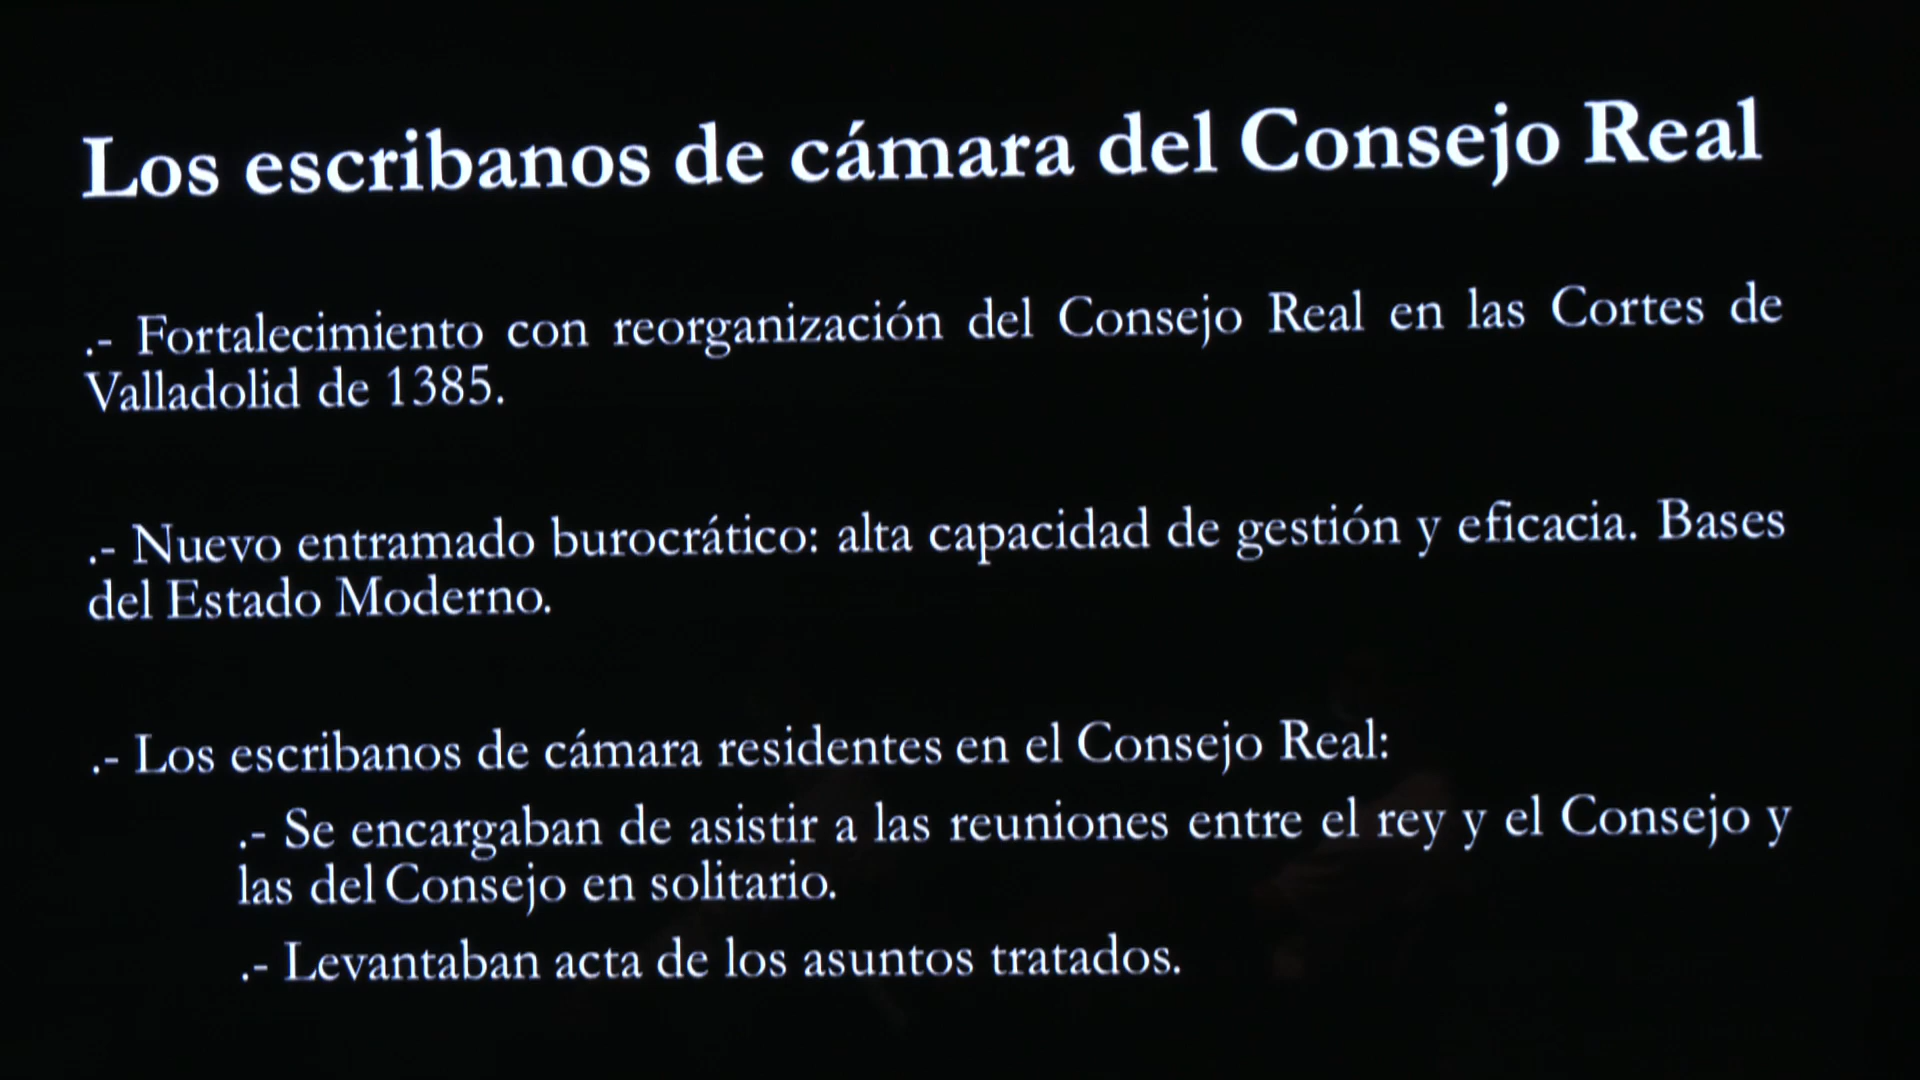 Los escribanos de cámara del Consejo Real
.- Fortalecimiento con reorganización del Consejo Real en las Cortes de
Valladolid de 1385.
.- Nuevo entramado burocrático: alta capacidad de gestión y eficacia. Bases
del Estado Moderno.
.- Los escribanos de cámara residentes en el Consejo Real:
.- Se encargaban de asistir a las reuniones entre el rey y el Consejo y
las del Consejo en solitario.
.- Levantaban acta de los asuntos tratados.